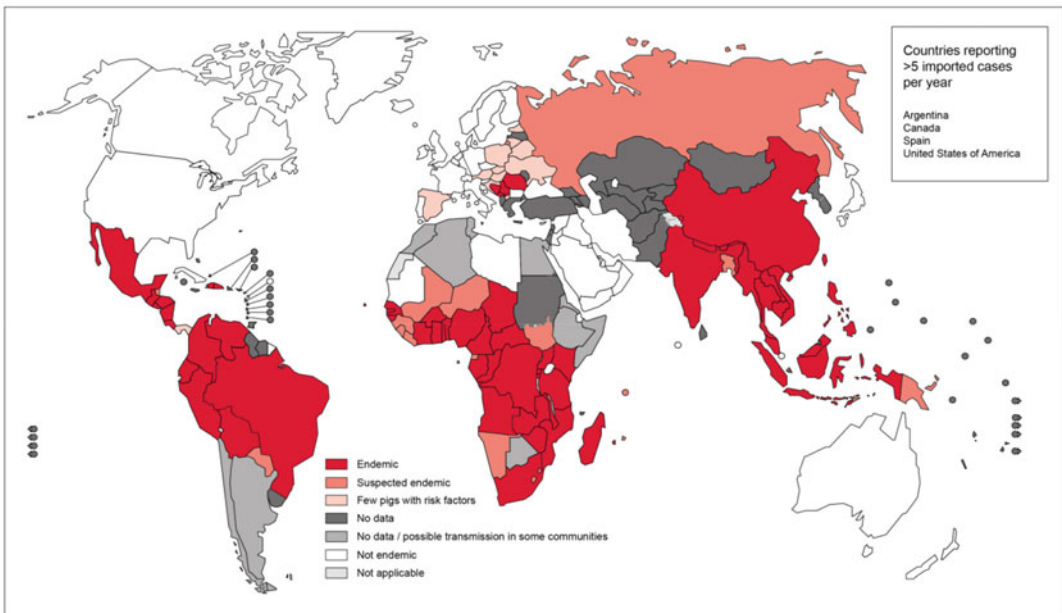 Countries reporting
>5 imported cases
per year
Argentina
Canada
Spain
United States of America
Endemic
Suspected endemic
Few pigs with risk factors
No data
No data / possible transmission in some communities
Not endemic
Not applicable